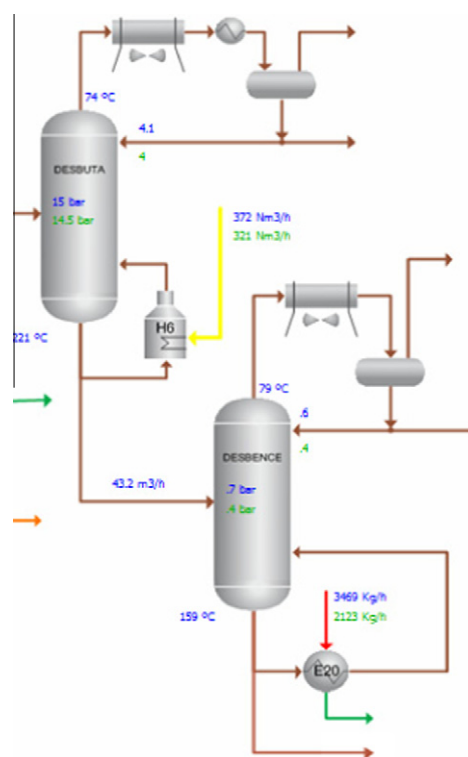 74 ºC
4.1
4
DESBUTA
15 bar
14.5 bar
372 Nm3/h
321 Nm3/h
H6
221 ºC
79 ºC
.6
.4
DESBENCE
43.2 m3/h
.7 bar
.4 bar
3469 Kg/h
2123 Kg/h
159 ºC
E20